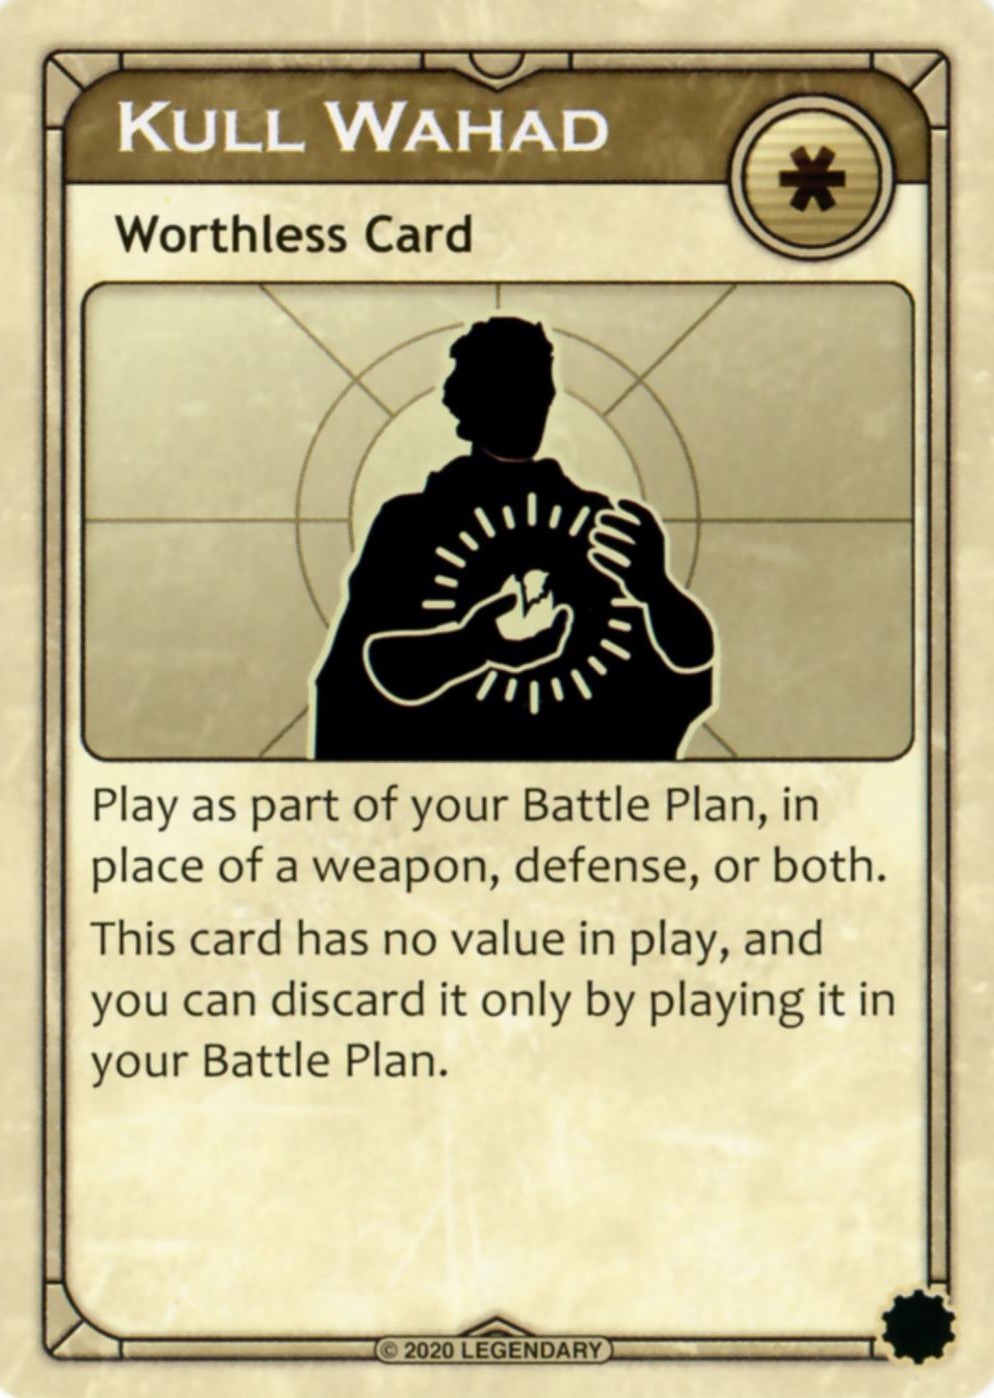 KULL WAHAD
Worthless Card
Play as part of your Battle Plan, in
place of a weapon, defense, or both.
This card has no value in play, and
you can discard it only by playing it in
your Battle Plan.
© 2020 LEGENDARY